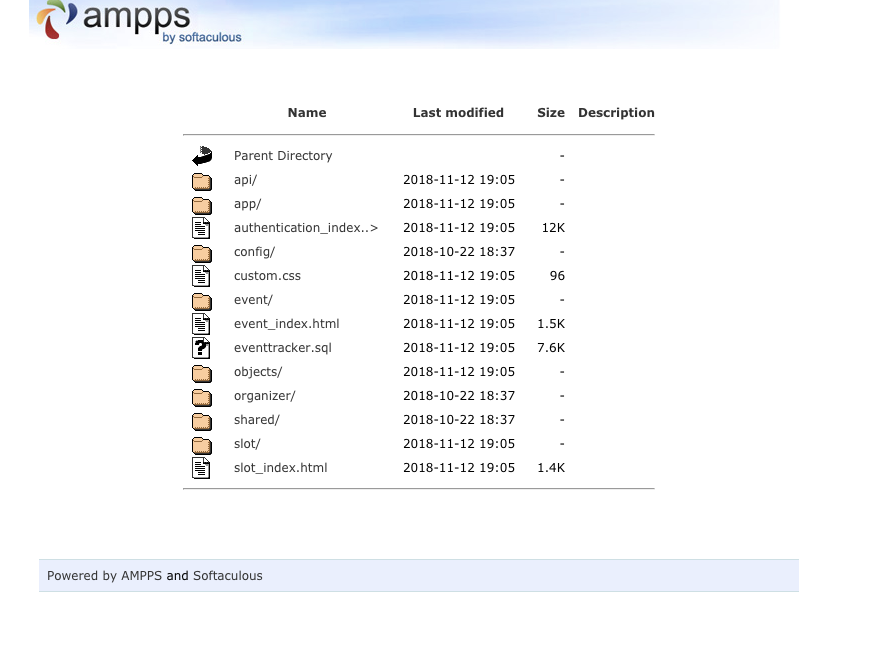 ampps
by softaculous
Name Last modified Size Description
Parent Directory -
api/ 2018-11-12 19:05 -
app/ 2018-11-12 19:05 -
authentication_index..> 2018-11-12 19:05 12K
config/ 2018-10-22 18:37 -
custom.css 2018-11-12 19:05 96
event/ 2018-11-12 19:05 -
event_index.html 2018-11-12 19:05 1.5K
eventtracker.sql 2018-11-12 19:05 7.6K
objects/ 2018-11-12 19:05 -
organizer/ 2018-10-22 18:37 -
shared/ 2018-10-22 18:37 -
slot/ 2018-11-12 19:05 -
slot_index.html 2018-11-12 19:05 1.4K
Powered by AMPPS and Softaculous